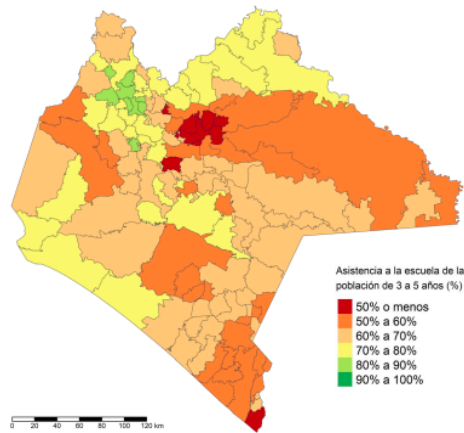 Asistencia a la escuela de la
población de 3 a 5 años (%)
50% o menos
50% a 60%
60% a 70%
70% a 80%
80% a 90%
90% a 100%
0 20 40 60 80 100 120 km